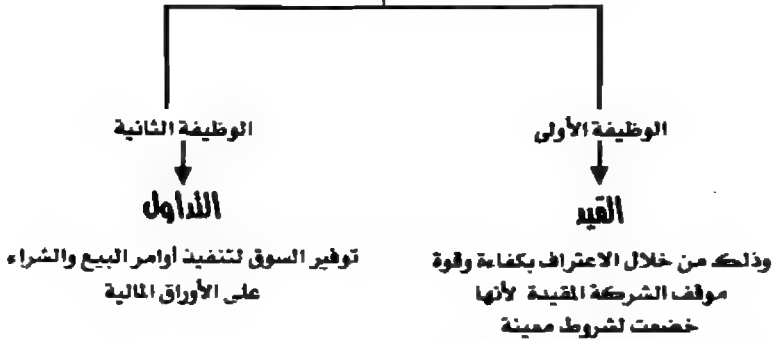 الوظيفة الأولى
القيد
وذلك من خلال الاعتراف بكفاءة وقوة
موقف الشركة المقيدة لأنها
خضعت لشروط معينة
الوظيفة الثانية
التداول
توفير السوق لتنفيذ أوامر البيع والشراء
على الأوراق المالية